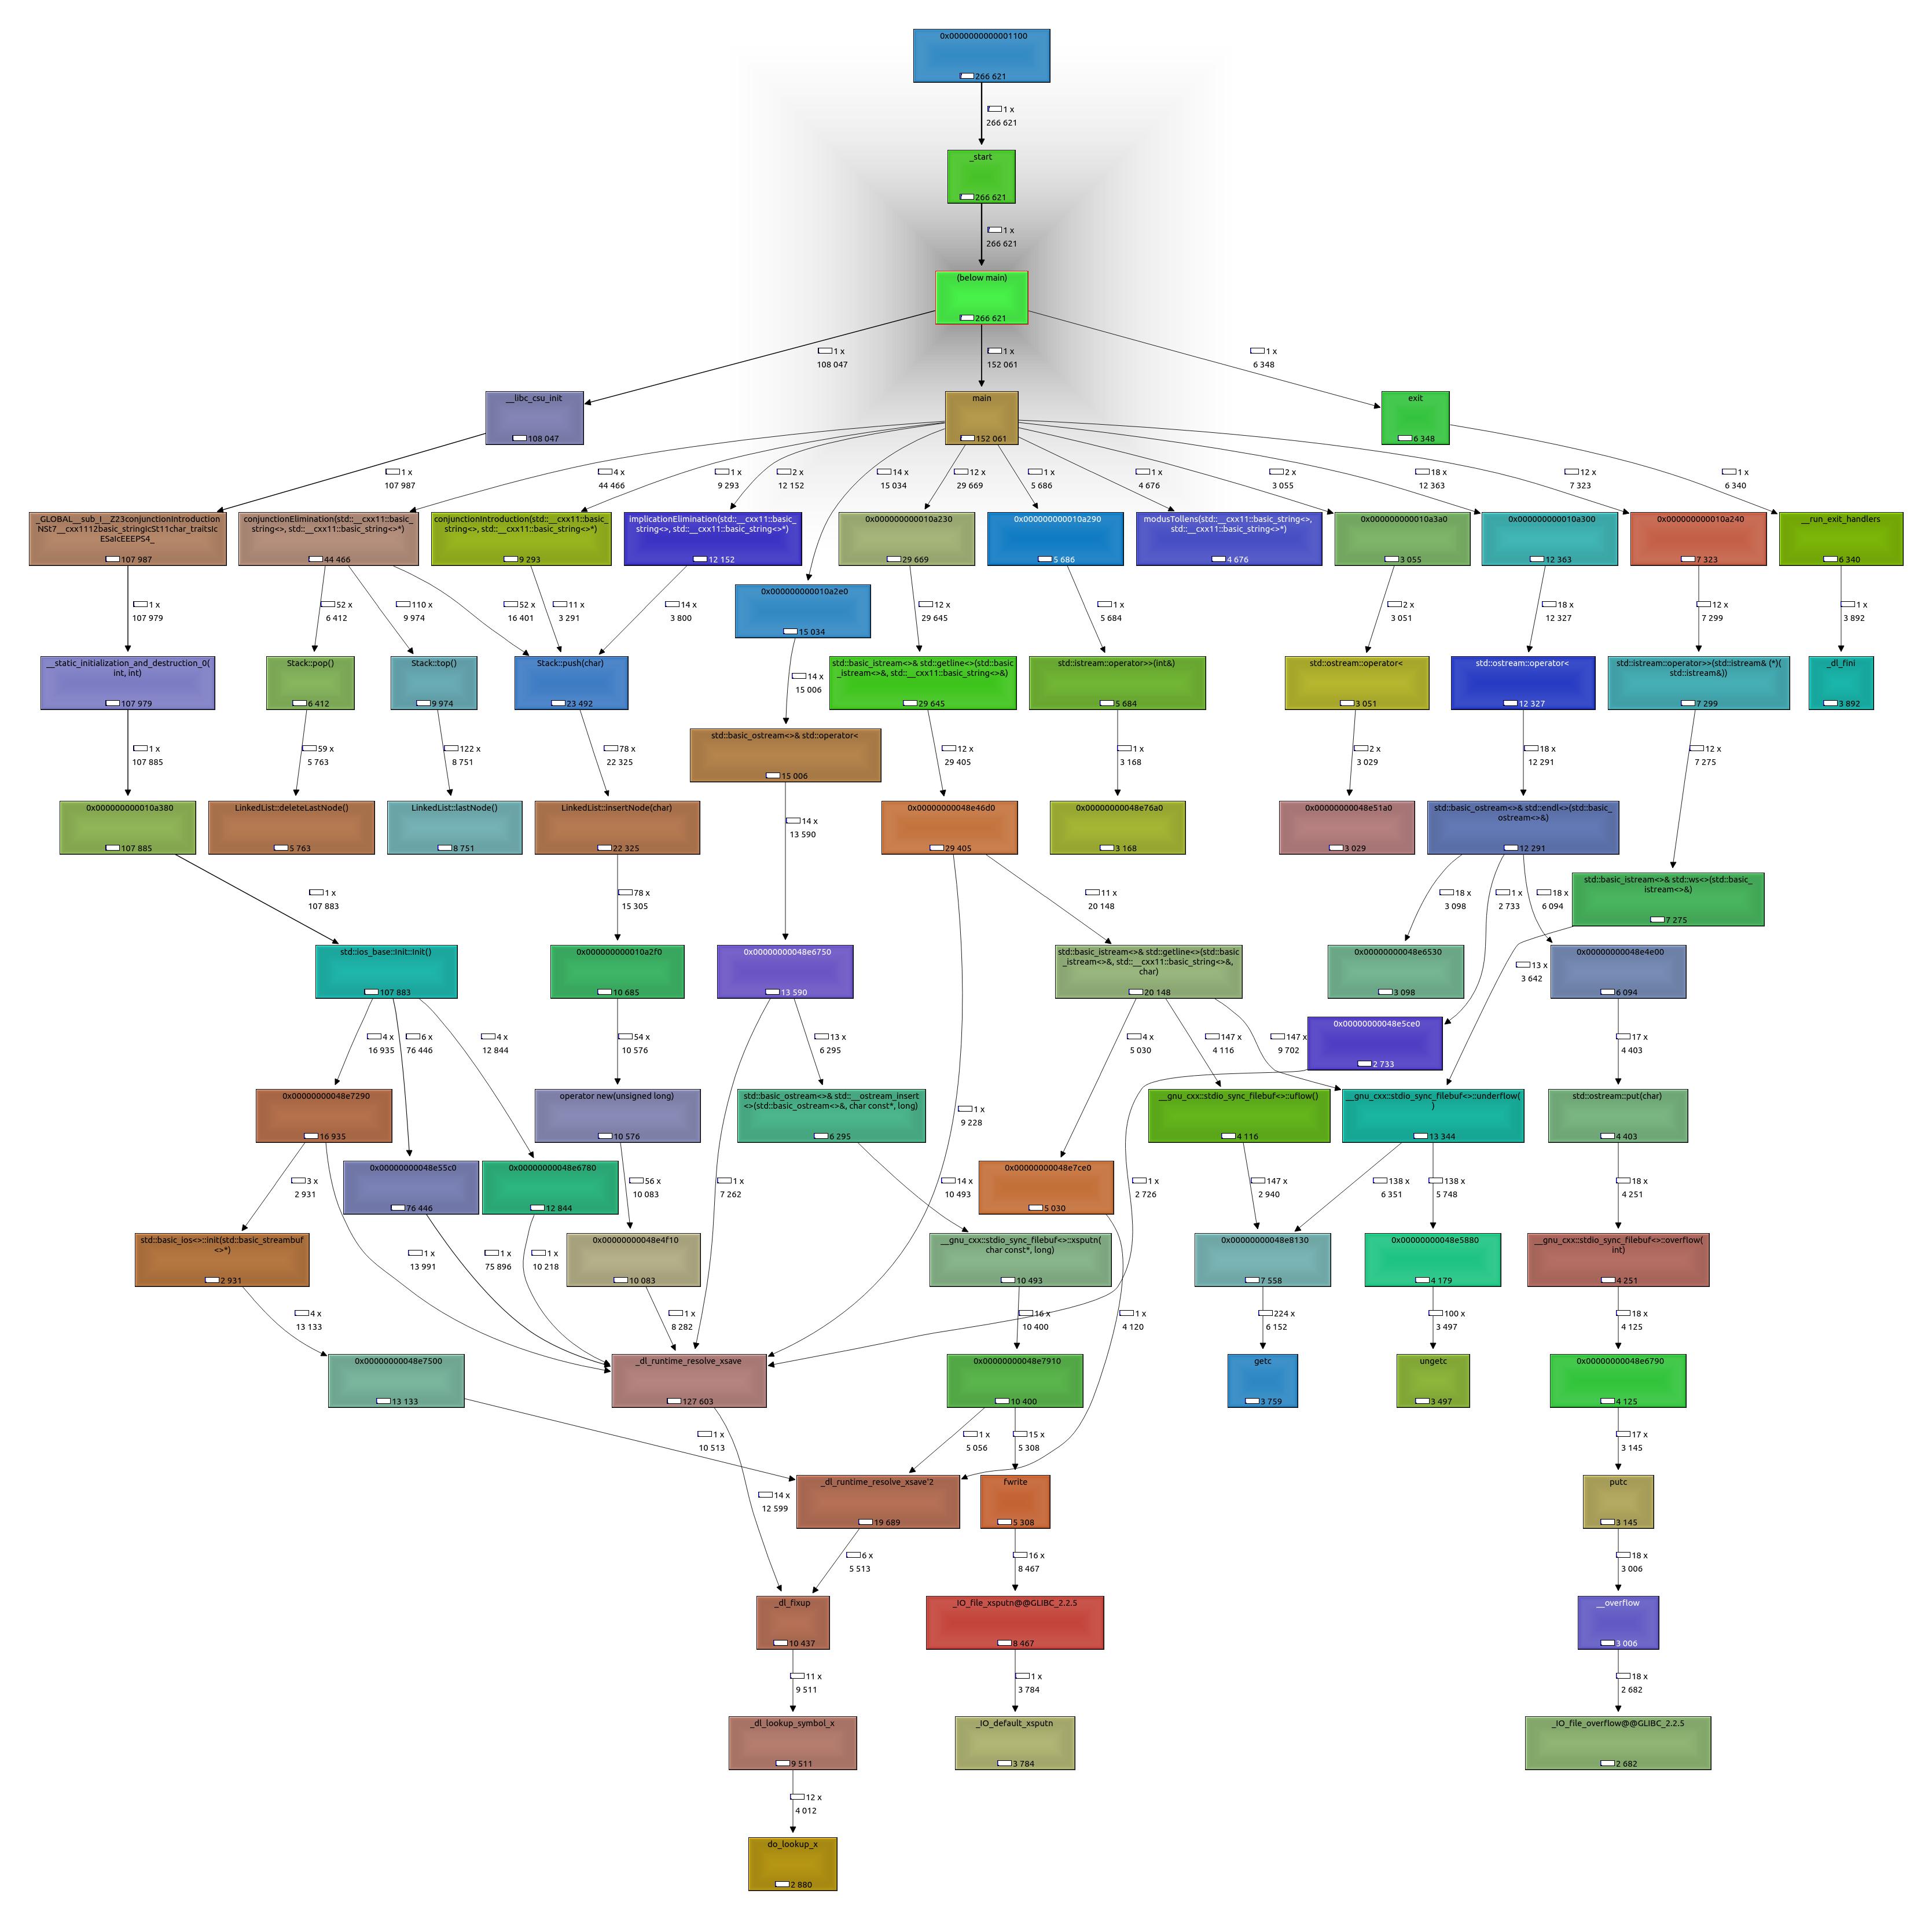 0x0000000000001100
266 621
1 x
266 621
_start
266 621
1 x
266 621
(below main)
266 621
1 x
108 047
1 x
152 061
1 x
6 348
__libc_csu_init
108 047
main
152 061
exit
6 348
1 x
107 987
4 x
44 466
1 x
9 293
2 x
12 152
14 x
15 034
12 x
29 669
1 x
5 686
1 x
4 676
2 x
3 055
18 x
12 363
12 x
7 323
1 x
6 340
_GLOBAL__sub_I__Z23conjunctionIntroduction
NSt7__cxx1112basic_stringIcSt11char_traitsIc
ESaIcEEEPS4_
107 987
conjunctionElimination(std::__cxx11::basic_
string<>, std::__cxx11::basic_string<>*)
44 466
conjunctionIntroduction(std::__cxx11::basic_
string<>, std::__cxx11::basic_string<>*)
9 293
implicationElimination(std::__cxx11::basic_
string<>, std::__cxx11::basic_string<>*)
12 152
0x000000000010a230
29 669
0x000000000010a290
5 686
modusTollens(std::__cxx11::basic_string<>,
std::__cxx11::basic_string<>*)
4 676
0x000000000010a3a0
3 055
0x000000000010a300
12 363
0x000000000010a240
7 323
__run_exit_handlers
6 340
0x000000000010a2e0
15 034
1 x
107 979
52 x
6 412
110 x
9 974
52 x
16 401
11 x
3 291
14 x
3 800
12 x
29 645
1 x
5 684
2 x
3 051
18 x
12 327
12 x
7 299
1 x
3 892
__static_initialization_and_destruction_0(
int, int)
107 979
Stack::pop()
6 412
Stack::top()
9 974
Stack::push(char)
23 492
14 x
15 006
std::basic_istream<>& std::getline<>(std::basic
_istream<>&, std::__cxx11::basic_string<>&)
29 645
std::istream::operator>>(int&)
5 684
std::ostream::operator<
3 051
std::ostream::operator<
12 327
std::istream::operator>>(std::istream& (*)(
std::istream&))
7 299
_dl_fini
3 892
std::basic_ostream<>& std::operator<
15 006
1 x
107 885
59 x
5 763
122 x
8 751
78 x
22 325
12 x
29 405
1 x
3 168
2 x
3 029
18 x
12 291
12 x
7 275
0x000000000010a380
107 885
LinkedList::deleteLastNode()
5 763
LinkedList::lastNode()
8 751
LinkedList::InsertNode(char)
22 325
14 x
13 590
0x00000000048e46d0
29 405
0x00000000048e76a0
3 168
0x00000000048e51a0
3 029
std::basic_ostream<>& std::endl<>(std::basic_
ostream<>&)
12 291
std::basic_istream<>& std::ws<>(std::basic_
istream<>&)
7 275
1 x
107 883
78 x
15 305
11 x
20 148
18 x
3 098
1 x
2 733
18 x
6 094
std::ios_base::Init::Init()
107 883
0x000000000010a2f0
10 685
0x00000000048e6750
13 590
std::basic_istream<>& std::getline<>(std::basic
_istream<>&, std::__cxx11::basic_string<>&,
char)
20 148
0x00000000048e6530
3 098
13 x
3 642
0x00000000048e4e00
6 094
4 x
16 935
6 x
76 446
4 x
12 844
54 x
10 576
13 x
6 295
4 x
5 030
147 x
4 116
147 x
9 702
0x00000000048e5ce0
2 733
17 x
4 403
0x00000000048e7290
16 935
operator new(unsigned long)
10 576
std::basic_ostream<>& std::__ostream_insert
<>(std::basic_ostream<>&, char const*, long)
6 295
1 x
9 228
__gnu_cxx::stdio_sync_filebuf<>::uflow()
4 116
__gnu_cxx::stdio_sync_filebuf<>::underflow(
)
13 344
std::ostream::put(char)
4 403
3 x
2 931
0x00000000048e55c0
76 446
0x00000000048e6780
12 844
56 x
10 083
1 x
7 262
14 x
10 493
0x00000000048e7ce0
5 030
1 x
2 726
147 x
2 940
138 x
6 351
138 x
5 748
18 x
4 251
std::basic_ios<>::init(std::basic_streambuf
<>*)
2 931
1 x
13 991
1 x
75 896
1 x
10 218
0x00000000048e4f10
10 083
__gnu_cxx::stdio_sync_filebuf<>::xsputn(
char const*, long)
10 493
0x00000000048e8130
7 558
0x00000000048e5880
4 179
__gnu_cxx::stdio_sync_filebuf<>::overflow(
int)
4 251
4 x
13 133
1 x
8 282
16 x
10 400
1 x
4 120
224 x
6 152
100 x
3 497
18 x
4 125
0x00000000048e7500
13 133
_dl_runtime_resolve_xsave
127 603
0x00000000048e7910
10 400
getc
3 759
ungetc
3 497
0x00000000048e6790
4 125
1 x
10 513
1 x
5 056
15 x
5 308
17 x
3 145
14 x
12 599
_dl_runtime_resolve_xsave'2
19 689
fwrite
5 308
putc
3 145
6 x
5 513
16 x
8 467
18 x
3 006
_dl_fixup
10 437
_IO_file_xsputn@@GLIBC_2.2.5
8 467
__overflow
3 006
11 x
9 511
1 x
3 784
18 x
2 682
_dl_lookup_symbol_x
9 511
_IO_default_xsputn
3 784
_IO_file_overflow@@GLIBC_2.2.5
2 682
12 x
4 012
do_lookup_x
2 880